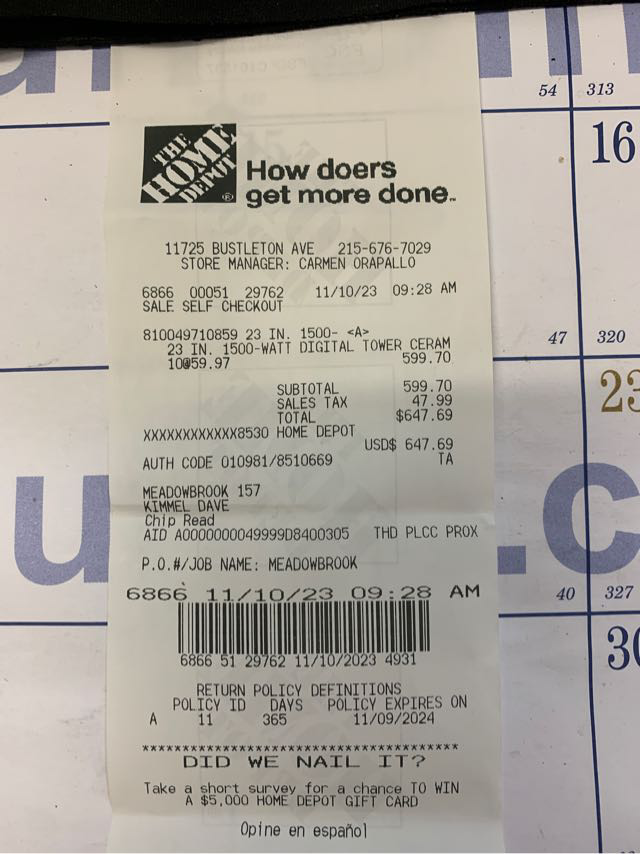 54
313
16
THE
HOME
DEPOT
®
How doers
get more done.™
11725 BUSTLETON AVE   215-676-7029
STORE MANAGER: CARMEN ORAPALLO
6866   00051   29762   11/10/23   09:28 AM
SALE SELF CHECKOUT
47
320
810049710859 23 IN. 1500- <A>
23 IN. 1500-WATT DIGITAL TOWER CERAM
10@59.97   599.70
23
SUBTOTAL   599.70
SALES TAX   47.99
TOTAL   $647.69
XXXXXXXXXXXX8530 HOME DEPOT
USD$ 647.69
AUTH CODE 010981/8510669   TA
MEADOWBROOK 157
KIMMEL DAVE
Chip Read
AID A0000000049999D8400305   THD PLCC PROX
u
.c
P.O.#/JOB NAME: MEADOWBROOK
6866 11/10/23 09:28 AM
40
327
30
6866 51 29762 11/10/2023 4931
RETURN POLICY DEFINITIONS
POLICY ID   DAYS   POLICY EXPIRES ON
A   11   365   11/09/2024
DID WE NAIL IT?
Take a short survey for a chance TO WIN
A $5,000 HOME DEPOT GIFT CARD
Opine en español